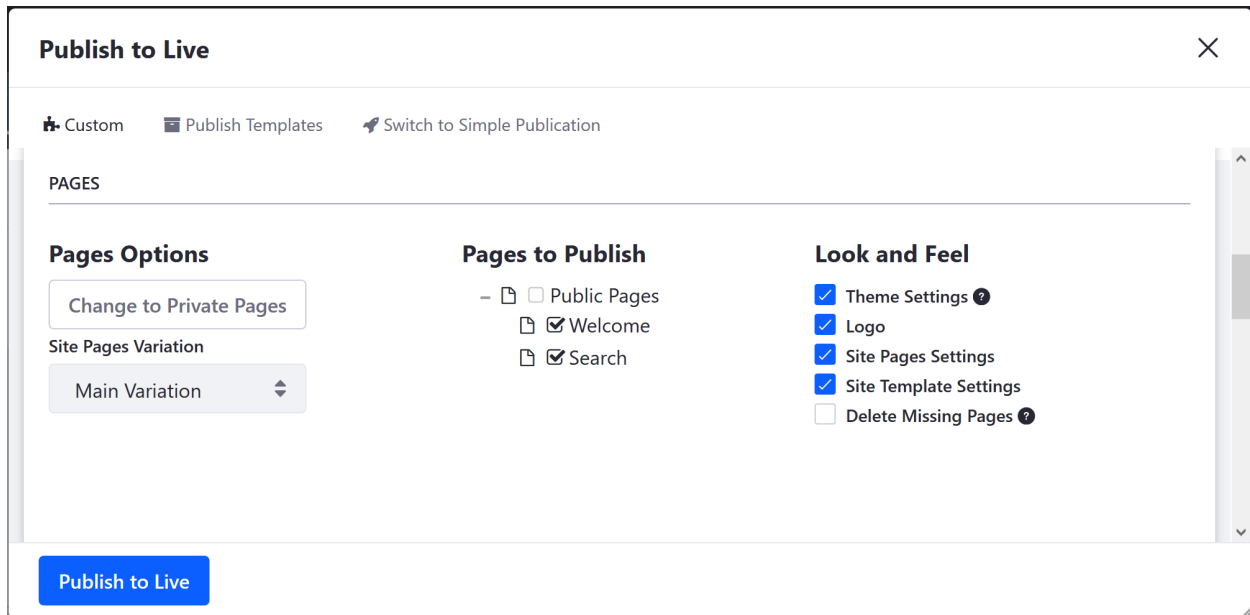 Publish to Live
Custom
Publish Templates
Switch to Simple Publication
PAGES
Pages Options
Change to Private Pages
Site Pages Variation
Main Variation
Pages to Publish
Public Pages
Welcome
Search
Look and Feel
Theme Settings ?
Logo
Site Pages Settings
Site Template Settings
Delete Missing Pages ?
Publish to Live